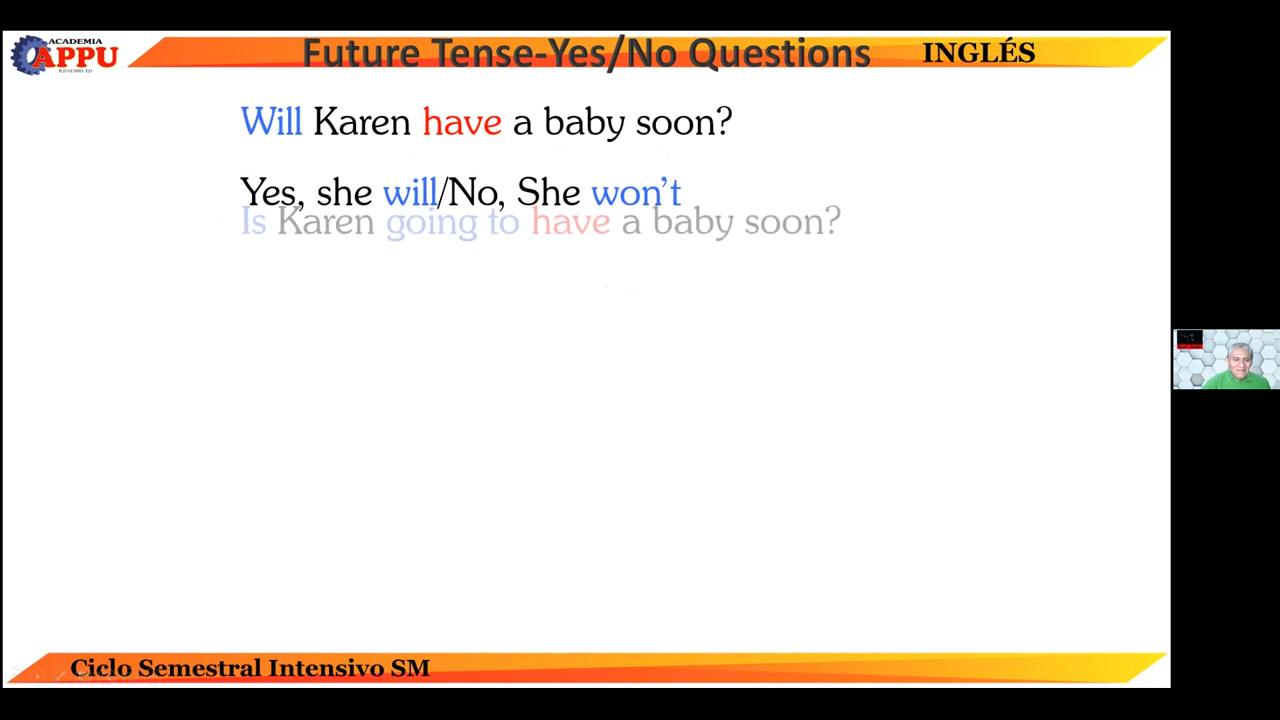 ACADEMIA
APPU
Future Tense-Yes/No Questions
INGLÉS
Will Karen have a baby soon?
Yes, she will/No, She won't
Is Karen going to have a baby soon?
Ciclo Semestral Intensivo SM